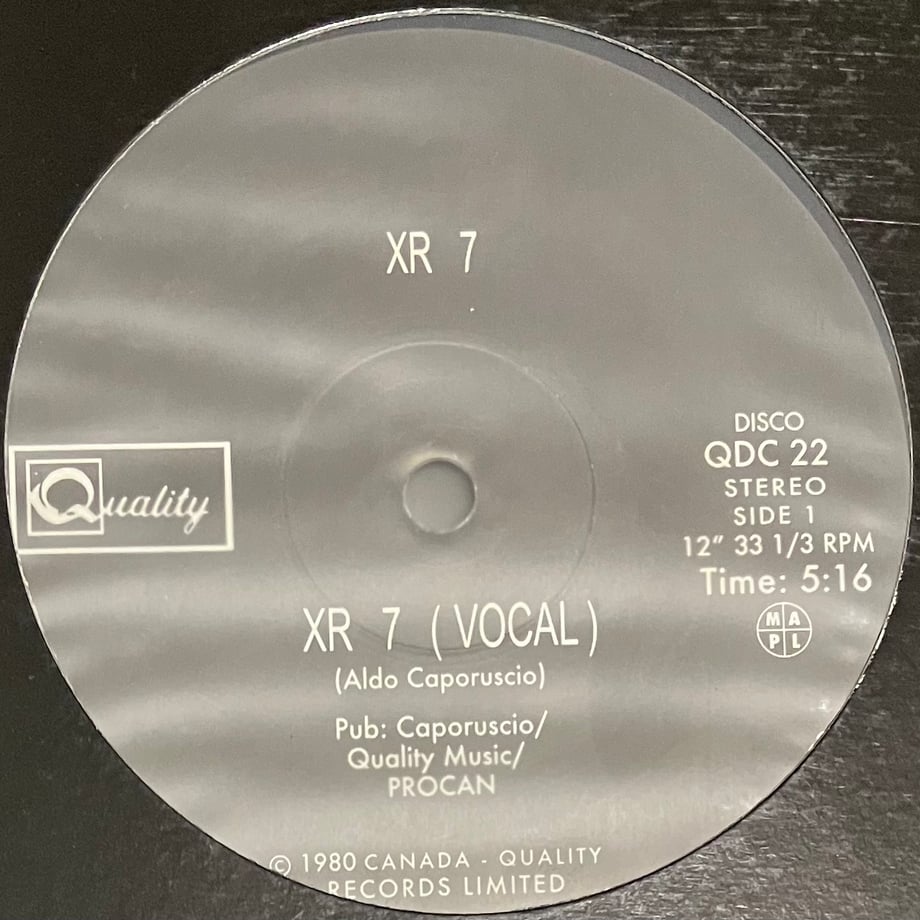 XR 7
Quality
DISCO
QDC 22
STEREO
SIDE 1
12" 33 1/3 RPM
Time: 5:16
M A
P L
XR 7 (VOCAL)
(Aldo Caporuscio)
Pub: Caporuscio/
Quality Music/
PROCAN
© 1980 CANADA - QUALITY
RECORDS LIMITED